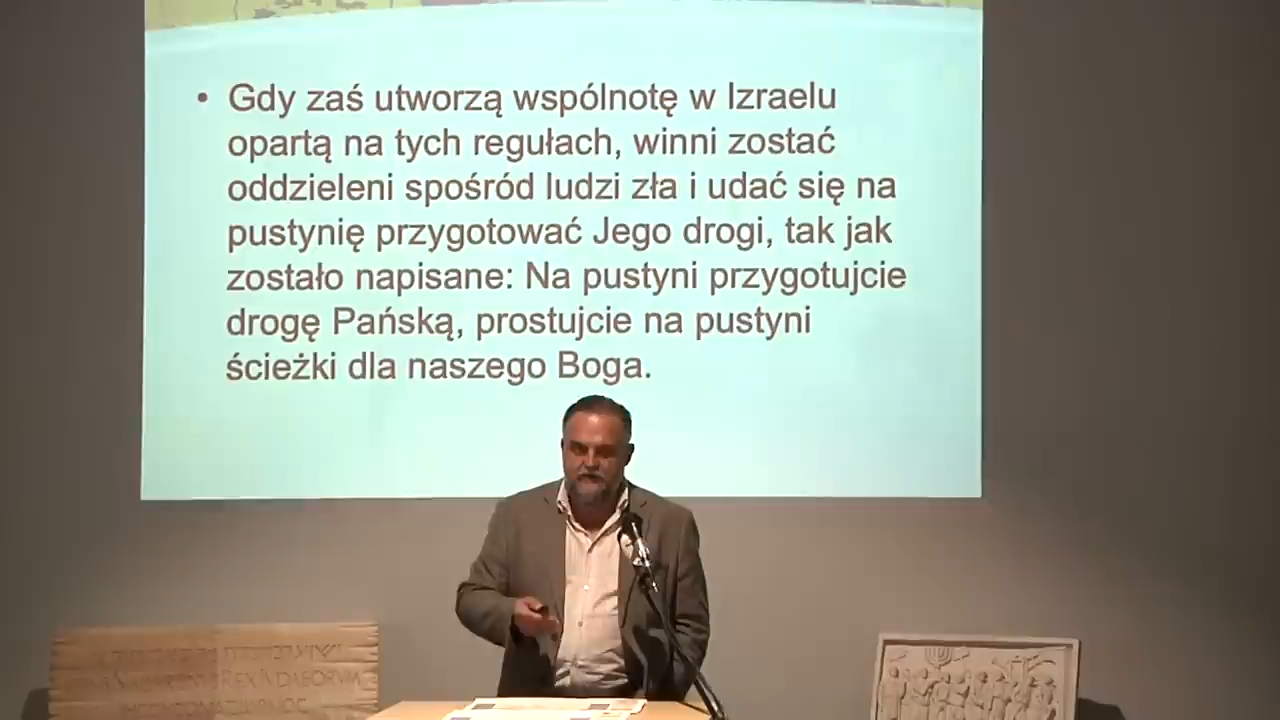 • Gdy zaś utworzą wspólnotę w Izraelu
opartą na tych regułach, winni zostać
oddzieleni spośród ludzi zła i udać się na
pustynię przygotować Jego drogi, tak jak
zostało napisane: Na pustyni przygotujcie
drogę Pańską, prostujcie na pustyni
ścieżki dla naszego Boga.